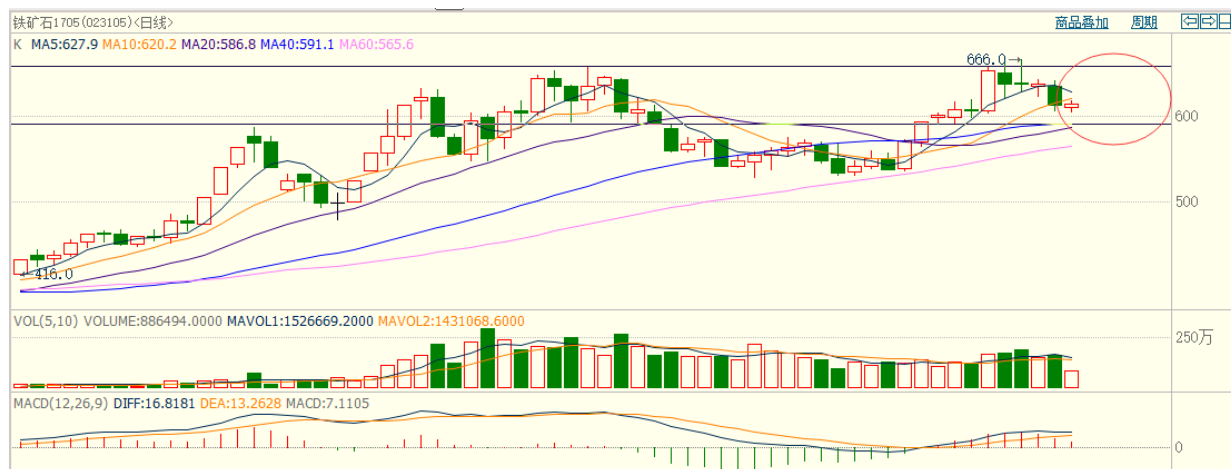 铁矿石1705(023105)<日线> 商品叠加 周期
K MA5:627.9 MA10:620.2 MA20:586.8 MA40:591.1 MA60:565.6
666.0→
600
500
←416.0
VOL(5,10) VOLUME:886494.0000 MAVOL1:1526669.2000 MAVOL2:1431068.6000
250万
MACD(12,26,9) DIFF:16.8181 DEA:13.2628 MACD:7.1105
0